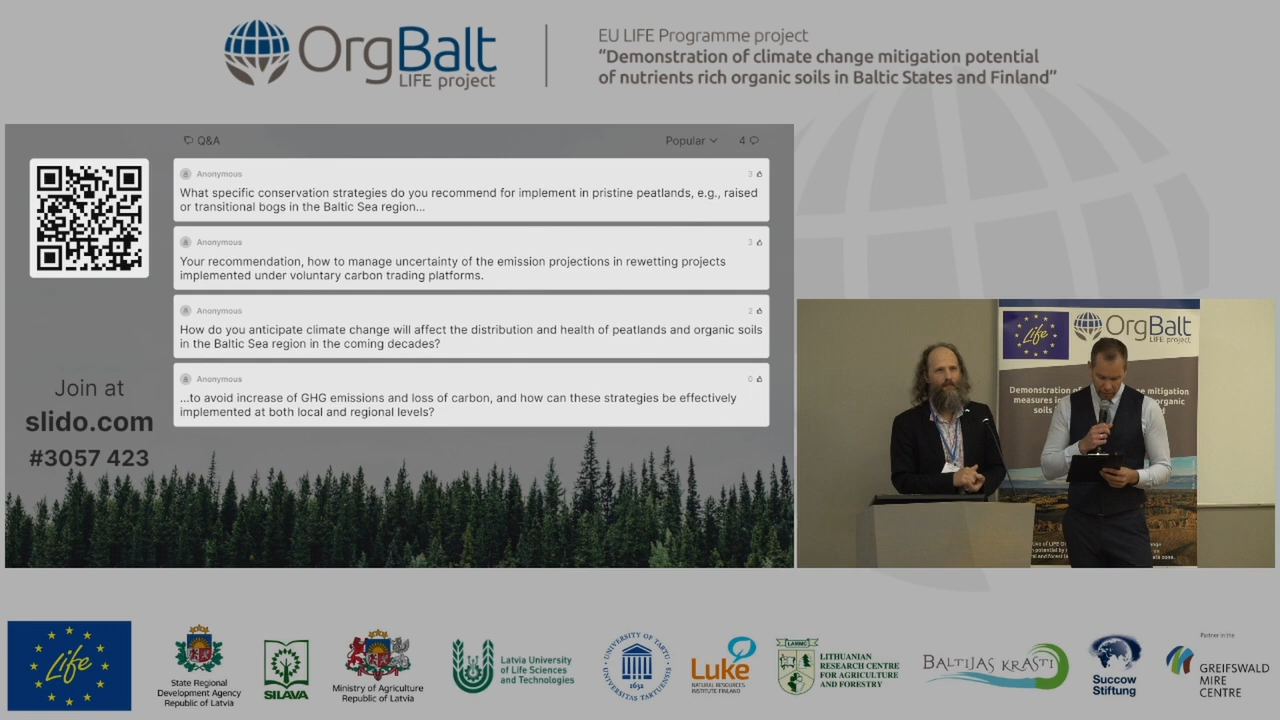 OrgBalt
LIFE project
EU LIFE Programme project
“Demonstration of climate change mitigation potential
of nutrients rich organic soils in Baltic States and Finland”
Q&A
Popular
4
Anonymous
3
What specific conservation strategies do you recommend for implement in pristine peatlands, e.g., raised
or transitional bogs in the Baltic Sea region...
Anonymous
3
Your recommendation, how to manage uncertainty of the emission projections in rewetting projects
implemented under voluntary carbon trading platforms.
Anonymous
2
How do you anticipate climate change will affect the distribution and health of peatlands and organic soils
in the Baltic Sea region in the coming decades?
Anonymous
0
...to avoid increase of GHG emissions and loss of carbon, and how can these strategies be effectively
implemented at both local and regional levels?
Join at
slido.com
#3057 423
Life
OrgBalt
LIFE project
Demonstration of
mitigation
measures
organic
soils
Life
State Regional
Development Agency
Republic of Latvia
SILAVA
Ministry of Agriculture
Republic of Latvia
Latvia University
of Life Sciences
and Technologies
UNIVERSITY OF TARTU
UNIVERSITAS TARTUENSIS
1632
Luke
NATURAL RESOURCES
INSTITUTE FINLAND
LAMMC
LITHUANIAN
RESEARCH CENTRE
FOR AGRICULTURE
AND FORESTRY
BALTIJAS KRASTI
Succow
Stiftung
Partner in the
GREIFSWALD
MIRE
CENTRE